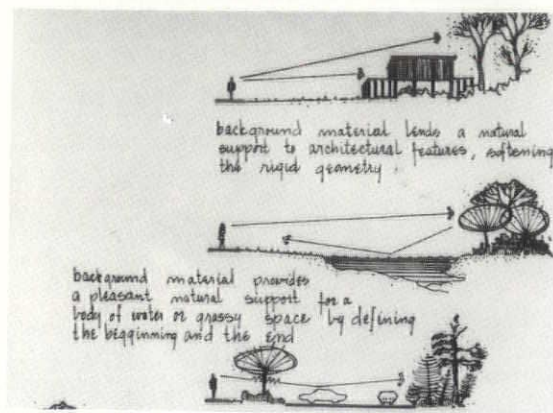 background material lends a natural
support to architectural features, softening
the rigid geometry.
background material provides
a pleasant natural support for a
body of water or grassy space by defining
the begginning and the end